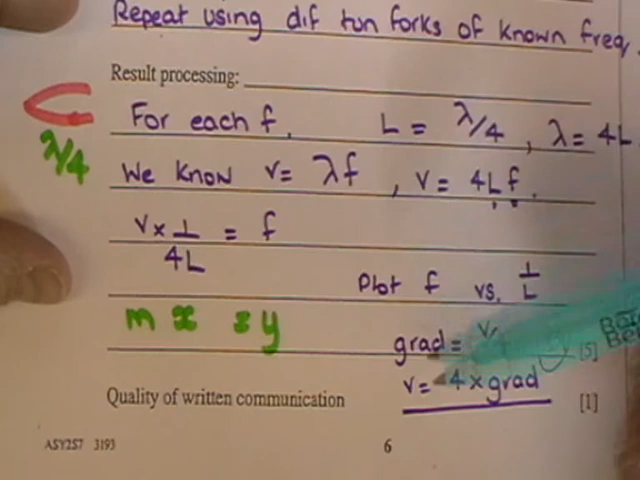 Repeat using dif tun forks of known freq.
Result processing:
For each f, L = λ/4, λ = 4L
λ/4
We know v = λf, v = 4Lf.
v × 1/4L = f
Plot f vs. 1/L
m x = y
grad = v/
[5]
v = 4 × grad
Quality of written communication [1]
ASY2S7 3193
6